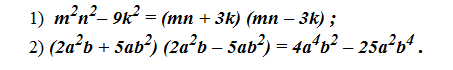 1) m²n² – 9k² = (mn + 3k) (mn – 3k) ;
2) (2a²b + 5ab²) (2a²b – 5ab²) = 4a⁴b² – 25a²b⁴ .